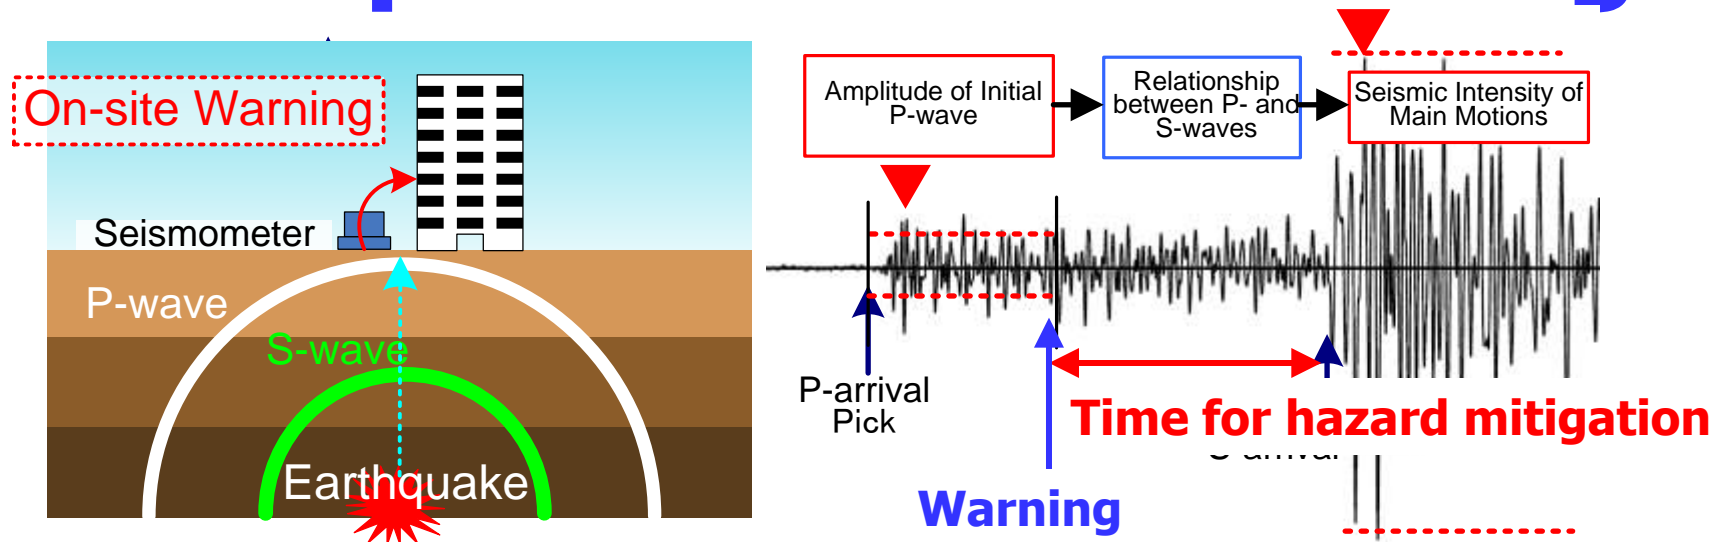 On-site Warning
Seismometer
P-wave
S-wave
Earthquake
Amplitude of Initial
P-wave
Relationship
between P- and
S-waves
Seismic Intensity of
Main Motions
P-arrival
Pick
Time for hazard mitigation
Warning